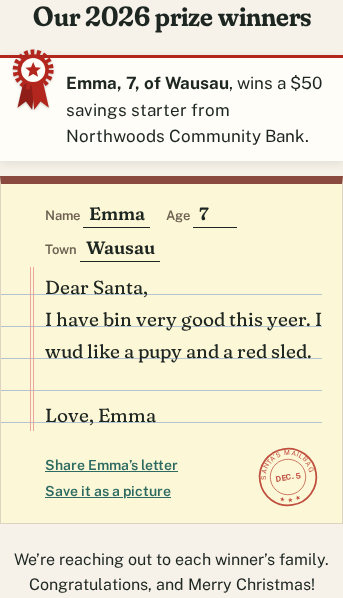 Our 2026 prize winners
Emma, 7, of Wausau, wins a $50
savings starter from
Northwoods Community Bank.
Name Emma Age 7
Town Wausau
Dear Santa,
I have bin very good this yeer. I
wud like a pupy and a red sled.
Love, Emma
Share Emma’s letter
Save it as a picture
SANTA'S MAILBAG
DEC. 5
We’re reaching out to each winner’s family.
Congratulations, and Merry Christmas!